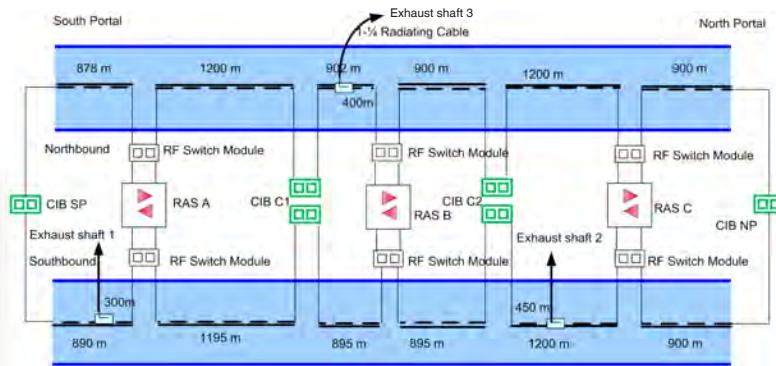 Exhaust shaft 3
South Portal
North Portal
1-¼ Radiating Cable
878 m
1200 m
902 m
900 m
1200 m
900 m
400m
Northbound
RF Switch Module
RF Switch Module
RF Switch Module
CIB SP
RAS A
CIB C1
RAS B
CIB C2
RAS C
CIB NP
Exhaust shaft 1
Exhaust shaft 2
Southbound
RF Switch Module
RF Switch Module
RF Switch Module
300m
450 m
890 m
1195 m
895 m
895 m
1200 m
900 m